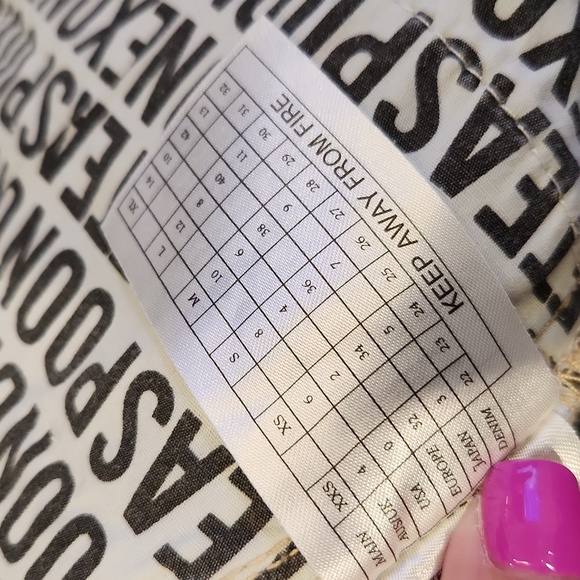 MAIN XXS XS S M L XL
AUS/UK 4 6 8 10 12 14
USA 0 2 4 6 8 10
EUROPE 32 34 36 38 40 42
JAPAN 3 5 7 9 11 13
DENIM 22 23 24 25 26 27 28 29 30 31 32
KEEP AWAY FROM FIRE
EASPOON